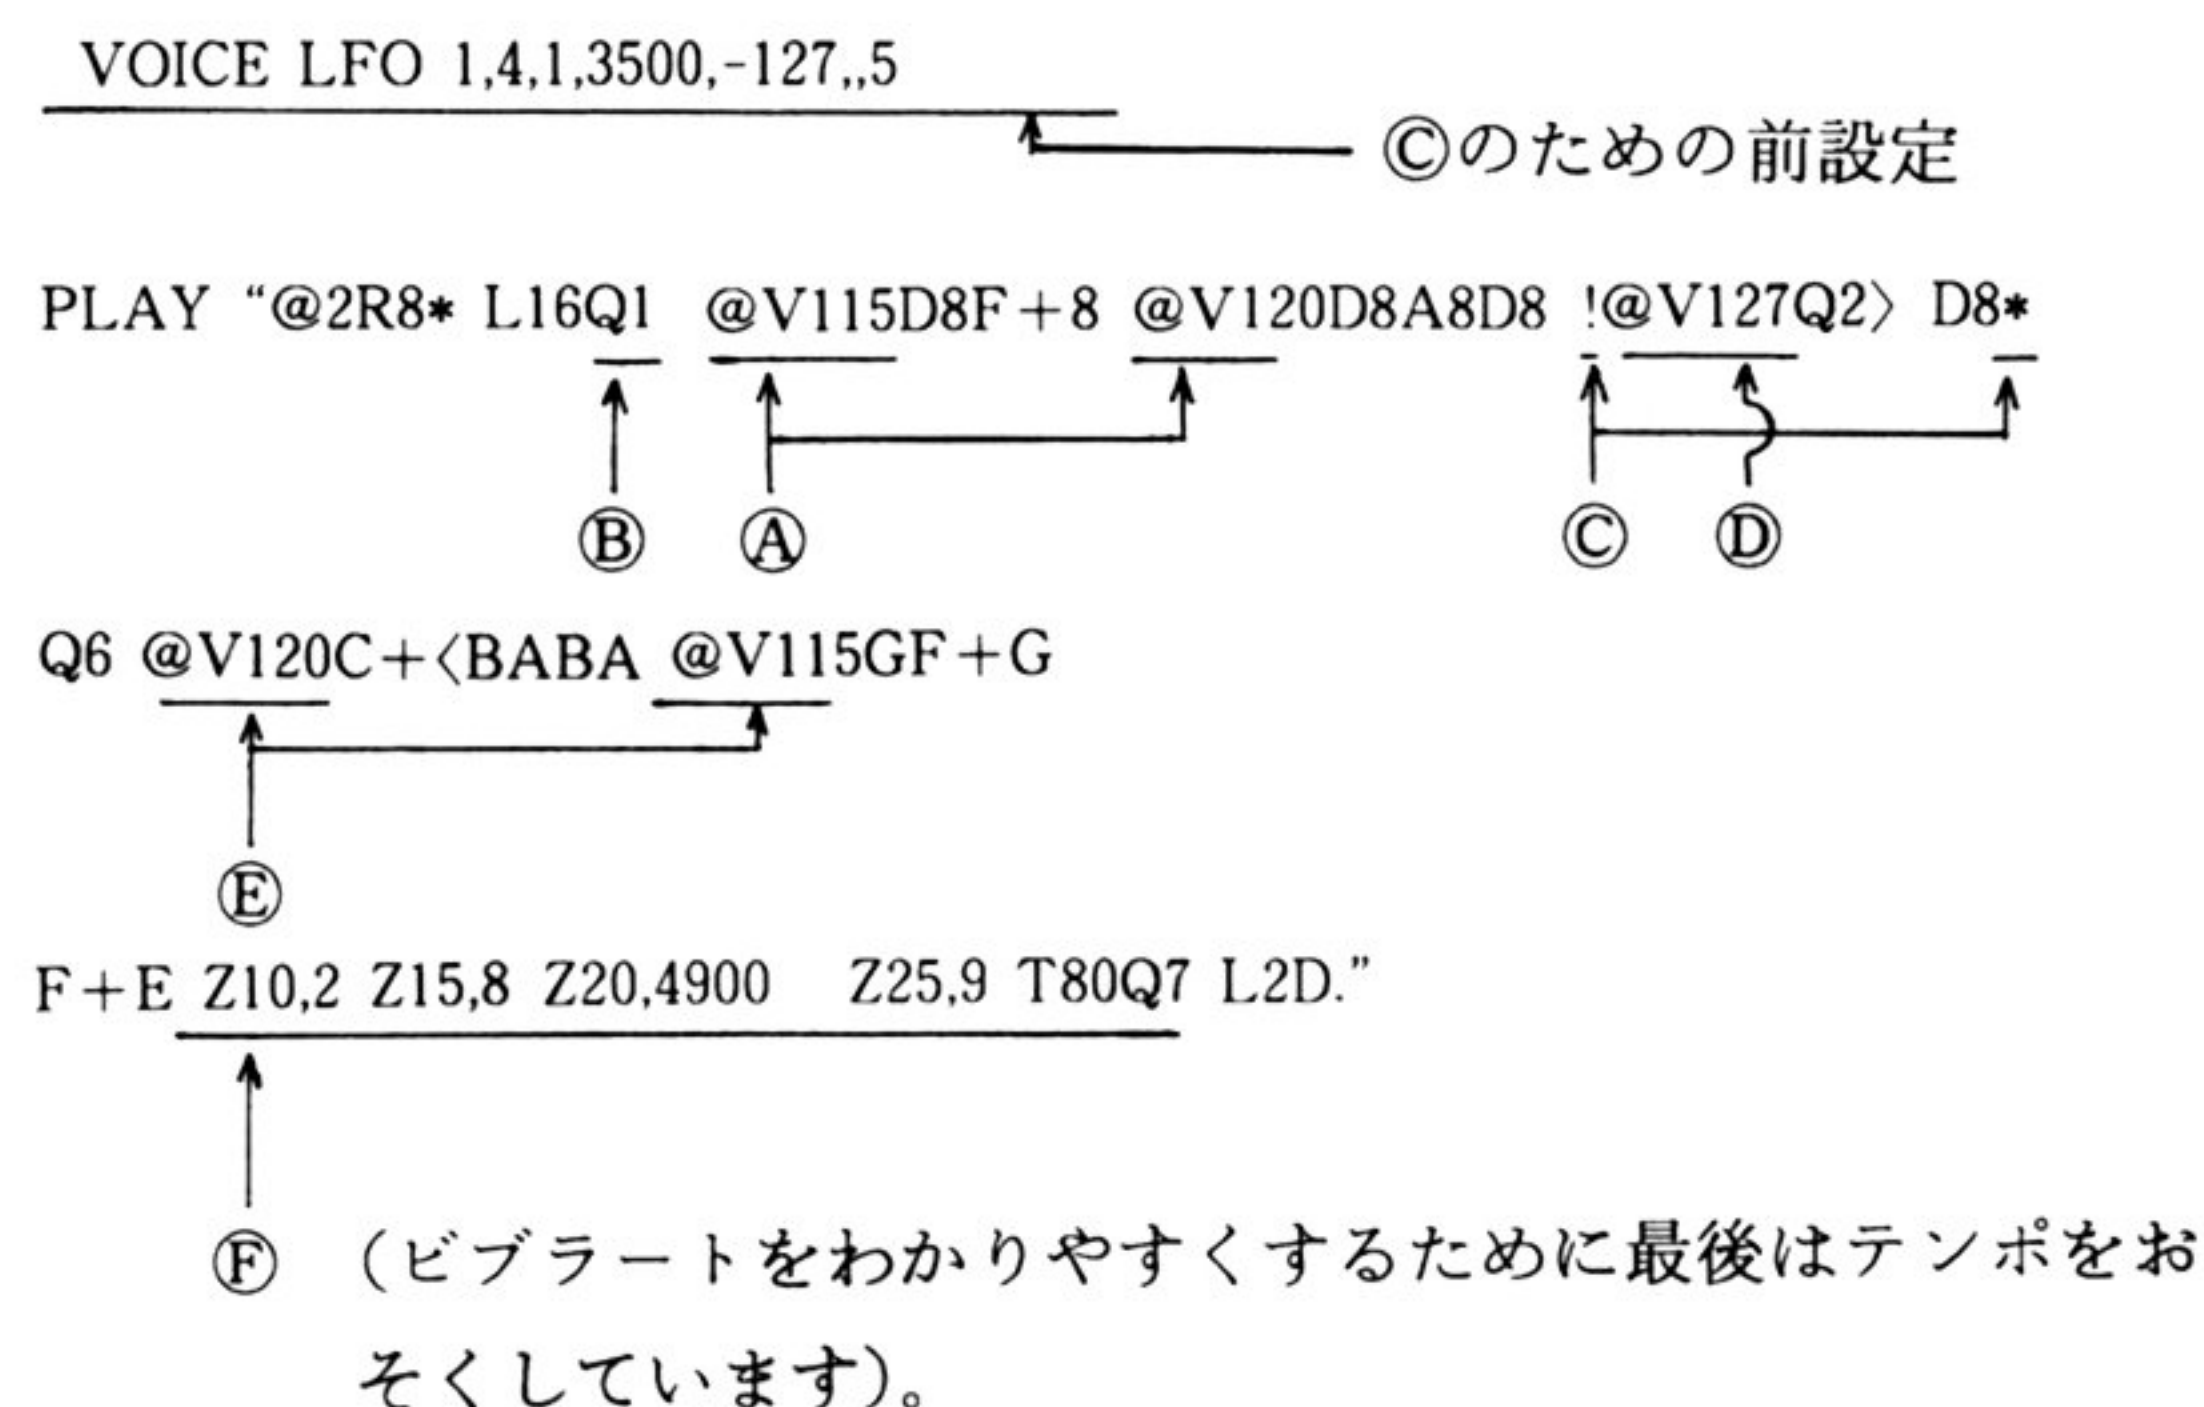 VOICE LFO 1,4,1,3500,-127,,5
Ⓒのための前設定
PLAY “@2R8* L16Q1 @V115D8F+8 @V120D8A8D8 !@V127Q2〉 D8*
Ⓑ Ⓐ Ⓒ Ⓓ
Q6 @V120C+〈BABA @V115GF+G
Ⓔ
F+E Z10,2 Z15,8 Z20,4900 Z25,9 T80Q7 L2D.”
Ⓕ (ビブラートをわかりやすくするために最後はテンポをお
そくしています)。